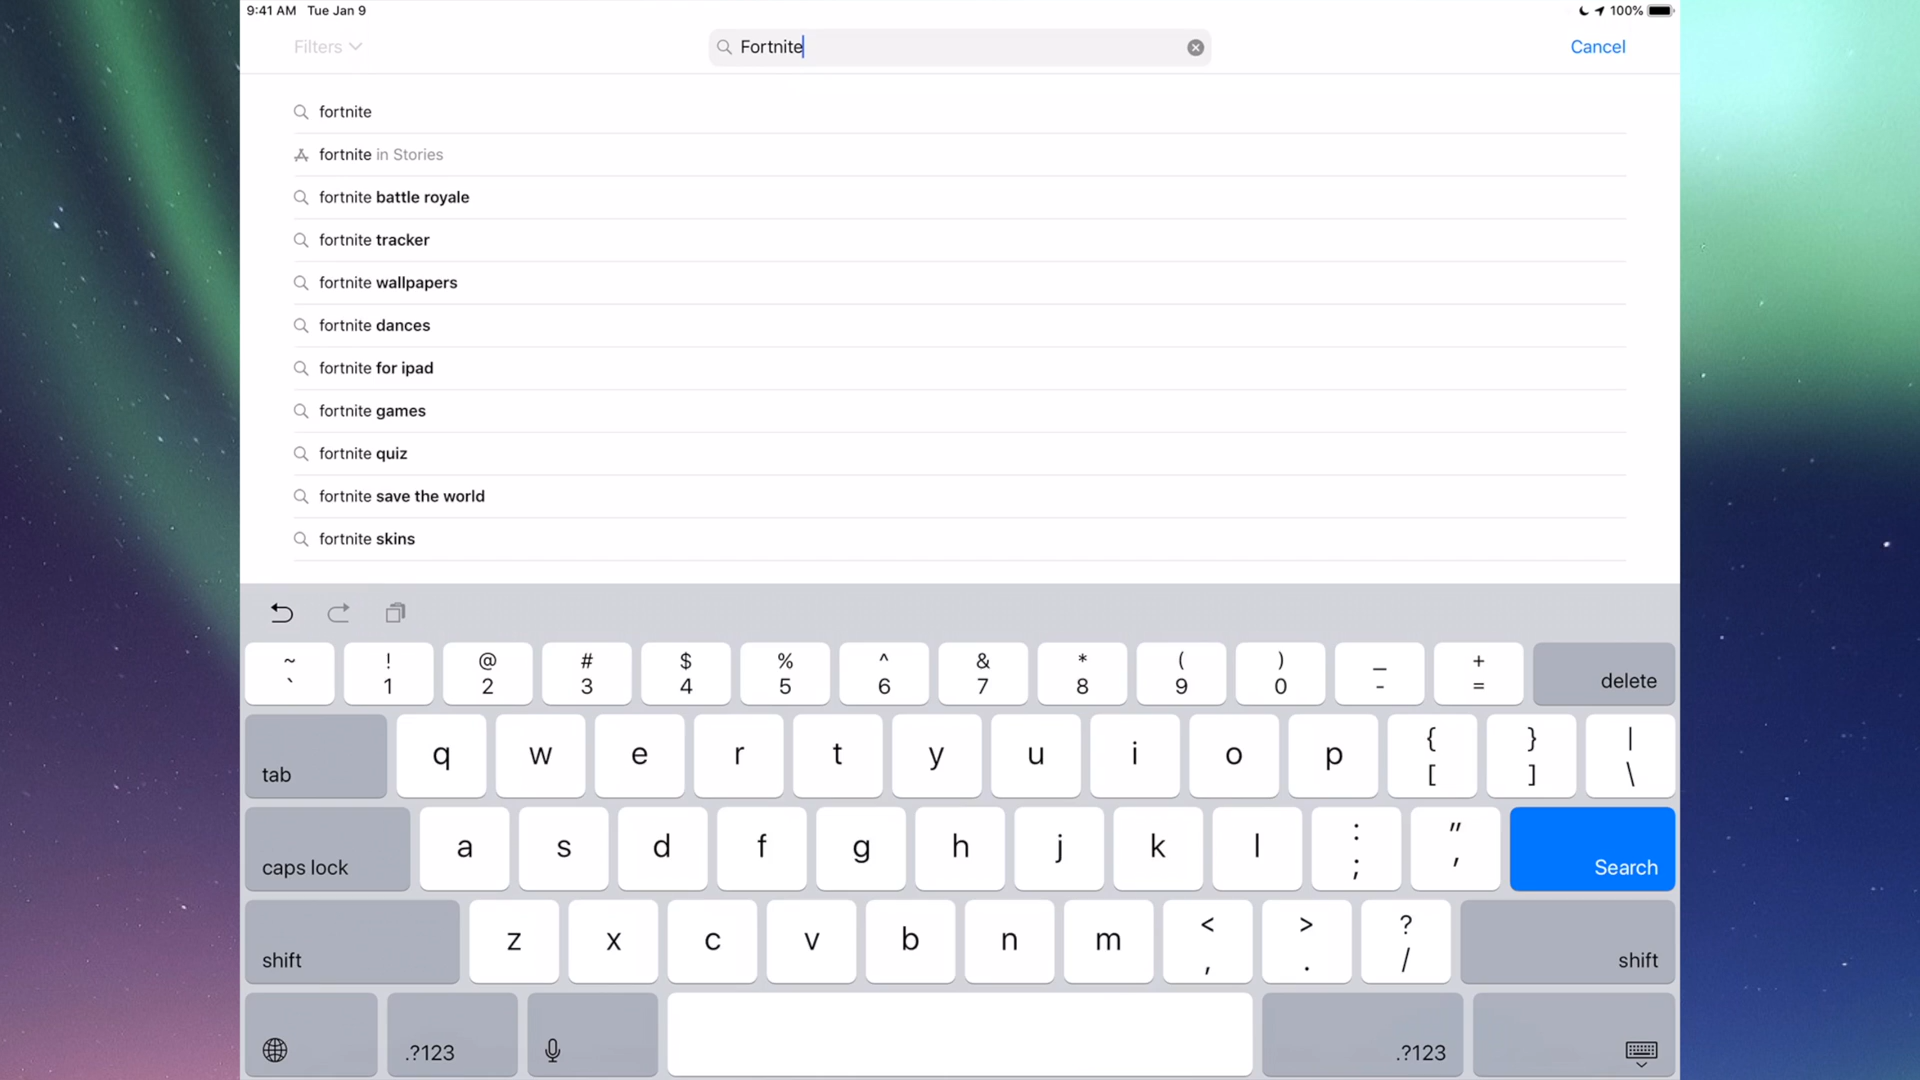 9:41 AM Tue Jan 9
100%
Filters
Fortnite
Cancel
fortnite
fortnite in Stories
fortnite battle royale
fortnite tracker
fortnite wallpapers
fortnite dances
fortnite for ipad
fortnite games
fortnite quiz
fortnite save the world
fortnite skins
~ ! @ # $ % ^ & * ( ) _ +
` 1 2 3 4 5 6 7 8 9 0 - = delete
tab q w e r t y u i o p { [ } ] | \
caps lock a s d f g h j k l : ; " ' Search
shift z x c v b n m < , > . ? / shift
.?123 .?123